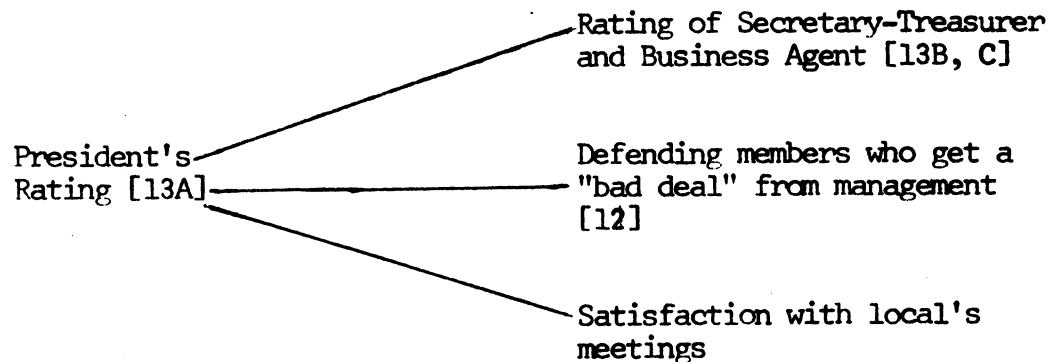 Rating of Secretary-Treasurer
and Business Agent [13B, C]
President's
Rating [13A]
Defending members who get a
"bad deal" from management
[12]
Satisfaction with local's
meetings